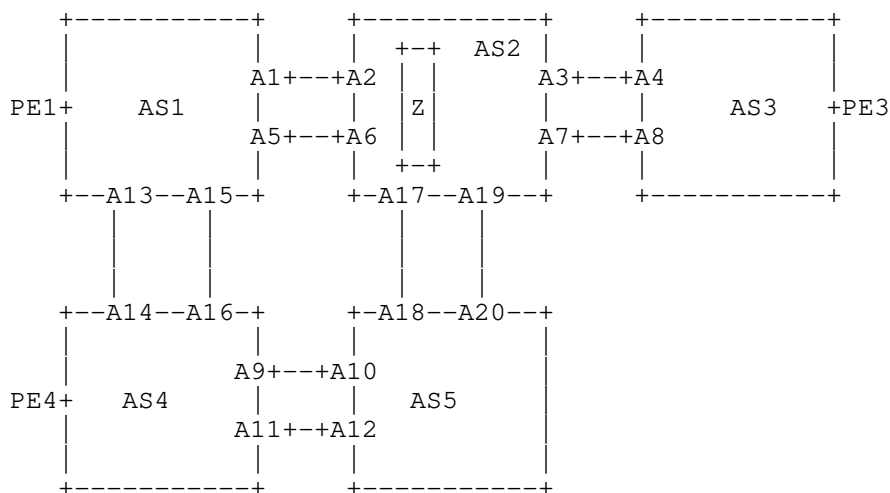 AS2
A1 A2 A3 A4
PE1 AS1 Z AS3 PE3
A5 A6 A7 A8
A13 A15 A17 A19
A14 A16 A18 A20
A9 A10
PE4 AS4 AS5
A11 A12